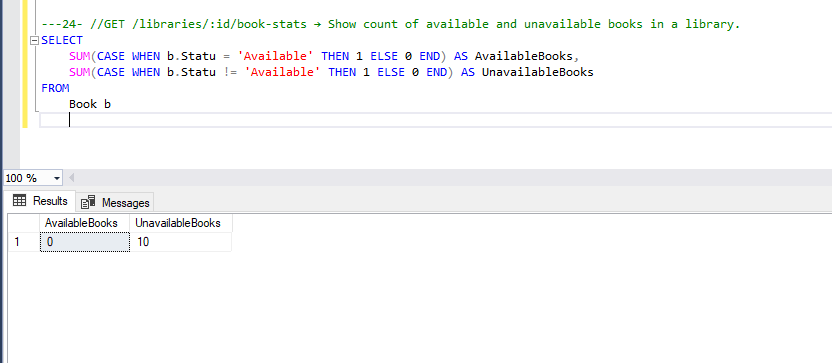 ---24- //GET /libraries/:id/book-stats → Show count of available and unavailable books in a library.
SELECT
SUM(CASE WHEN b.Statu = 'Available' THEN 1 ELSE 0 END) AS AvailableBooks,
SUM(CASE WHEN b.Statu != 'Available' THEN 1 ELSE 0 END) AS UnavailableBooks
FROM
Book b
100 %
Results Messages
AvailableBooks UnavailableBooks
1 0 10